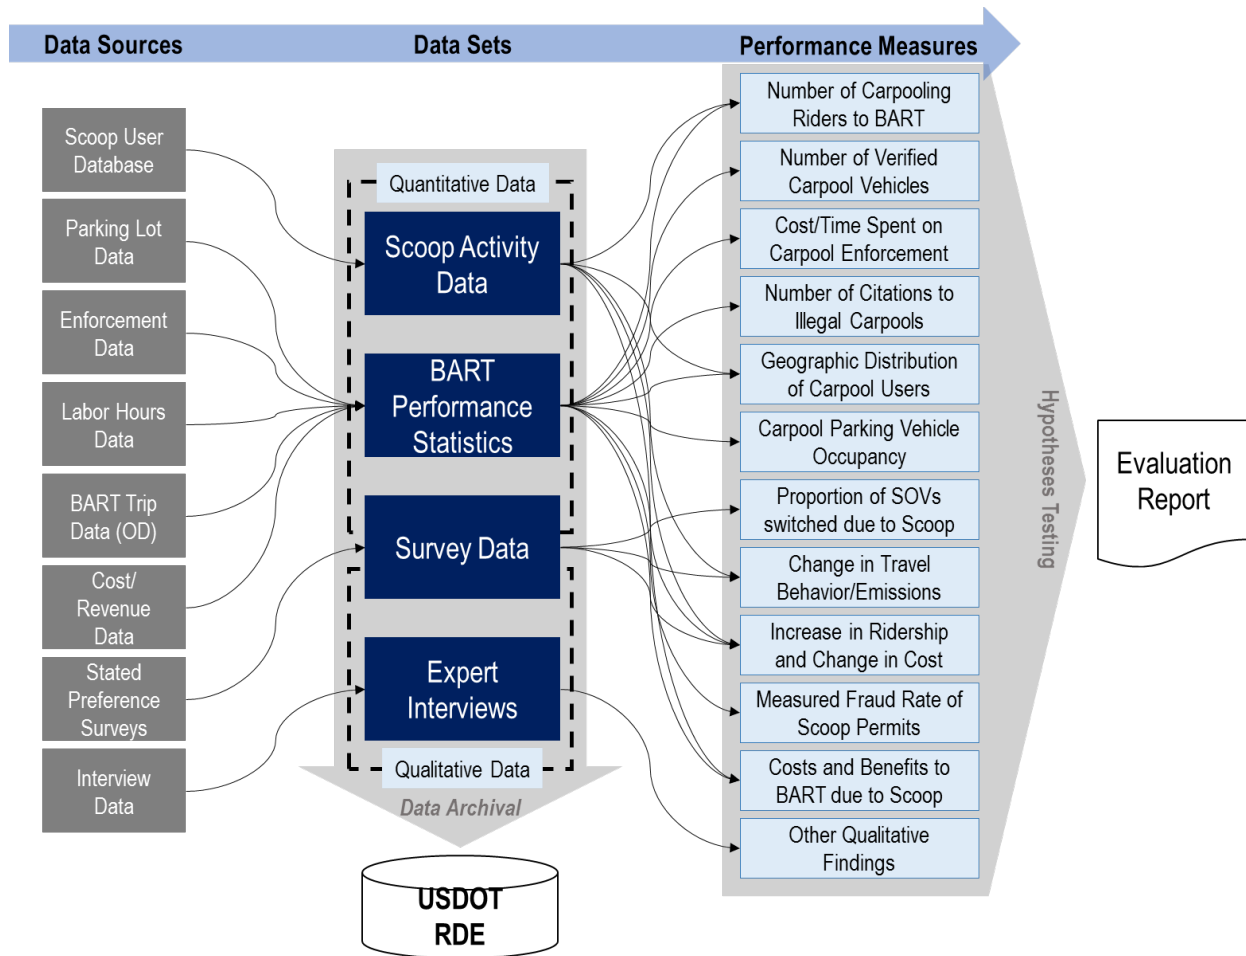 Data Sources
Data Sets
Performance Measures
Scoop User
Database
Parking Lot
Data
Enforcement
Data
Labor Hours
Data
BART Trip
Data (OD)
Cost/
Revenue
Data
Stated
Preference
Surveys
Interview
Data
Quantitative Data
Scoop Activity
Data
BART
Performance
Statistics
Survey Data
Expert
Interviews
Qualitative Data
Data Archival
USDOT
RDE
Number of Carpooling
Riders to BART
Number of Verified
Carpool Vehicles
Cost/Time Spent on
Carpool Enforcement
Number of Citations to
Illegal Carpools
Geographic Distribution
of Carpool Users
Carpool Parking Vehicle
Occupancy
Proportion of SOVs
switched due to Scoop
Change in Travel
Behavior/Emissions
Increase in Ridership
and Change in Cost
Measured Fraud Rate of
Scoop Permits
Costs and Benefits to
BART due to Scoop
Other Qualitative
Findings
Hypotheses Testing
Evaluation
Report